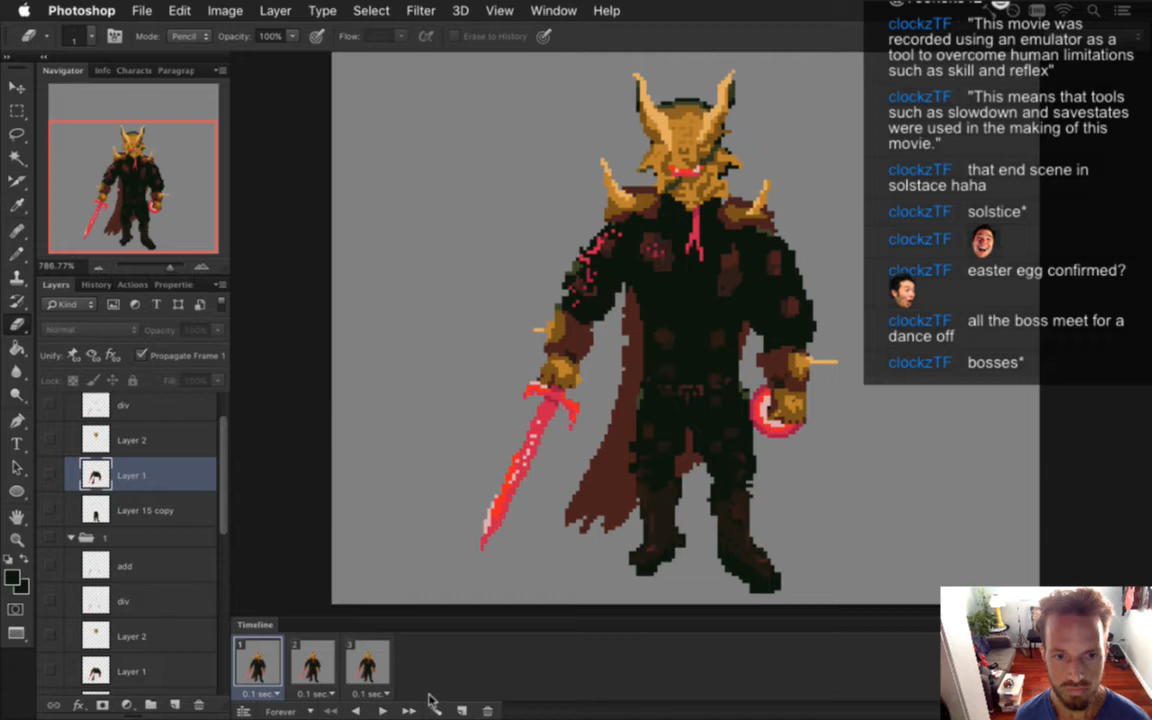 Photoshop File Edit Image Layer Type Select Filter 3D View Window Help
1 Mode: Pencil Opacity: 100% Flow: Erase to History
Navigator Info Characte Paragrap
786.77%
Layers History Actions Propertie
Kind
Normal Opacity 100%
Unify: Propagate Frame 1
Lock: Fill: 100%
div
Layer 2
Layer 1
Layer 15 copy
1
add
div
Layer 2
Layer 1
Timeline
1 2 3
0.1 sec. 0.1 sec. 0.1 sec.
Forever
clockzTF "This movie was
recorded using an emulator as a
tool to overcome human limitations
such as skill and reflex"
clockzTF "This means that tools
such as slowdown and savestates
were used in the making of this
movie."
clockzTF that end scene in
solstace haha
clockzTF solstice*
clockzTF
clockzTF easter egg confirmed?
clockzTF all the boss meet for a
dance off
clockzTF bosses*